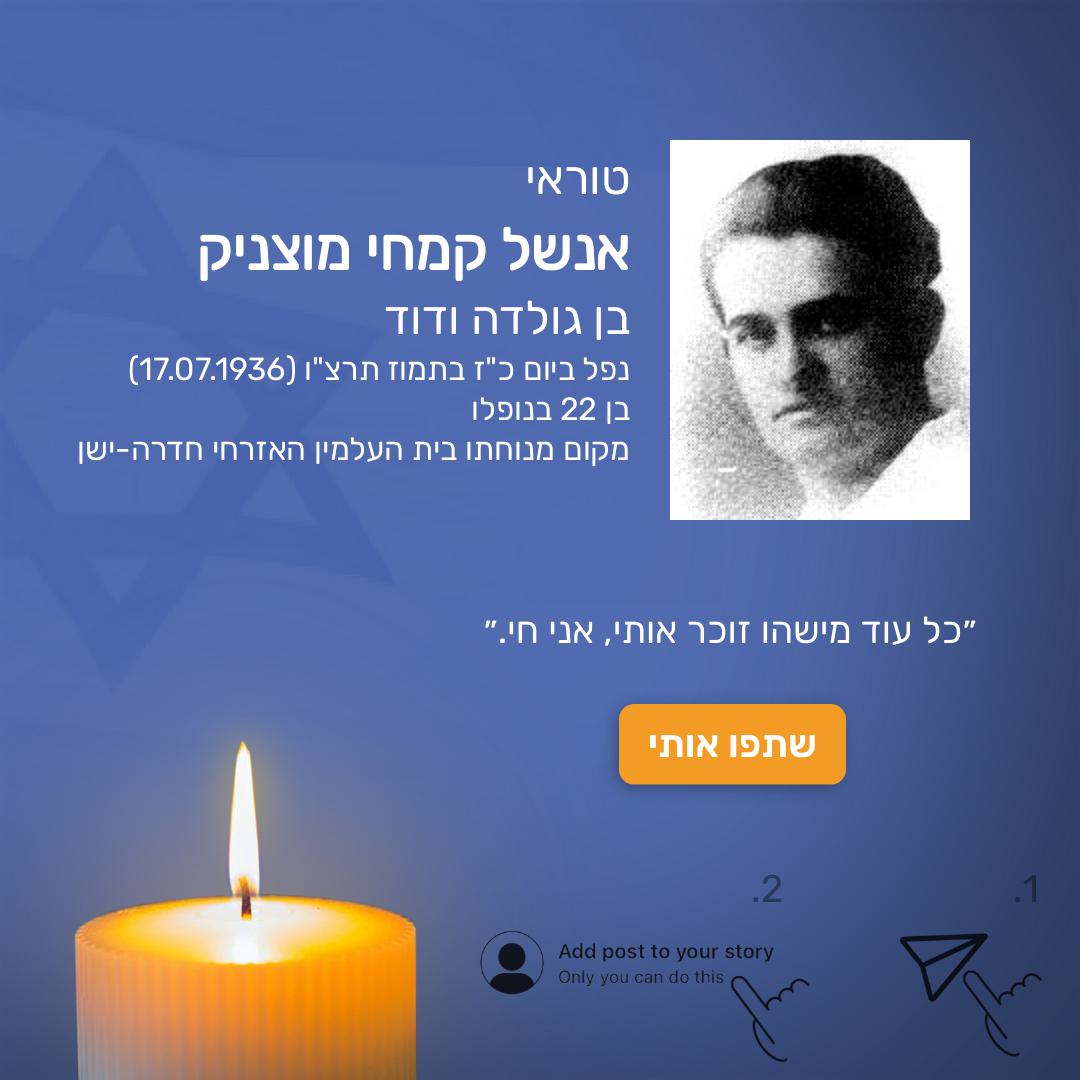 טוראי
אנשל קמחי מוצניק
בן גולדה ודוד
נפל ביום כ"ז בתמוז תרצ"ו (17.07.1936)
בן 22 בנופלו
מקום מנוחתו בית העלמין האזרחי חדרה-ישן
״כל עוד מישהו זוכר אותי, אני חי.״
שתפו אותי
1.
2.
Add post to your story
Only you can do this